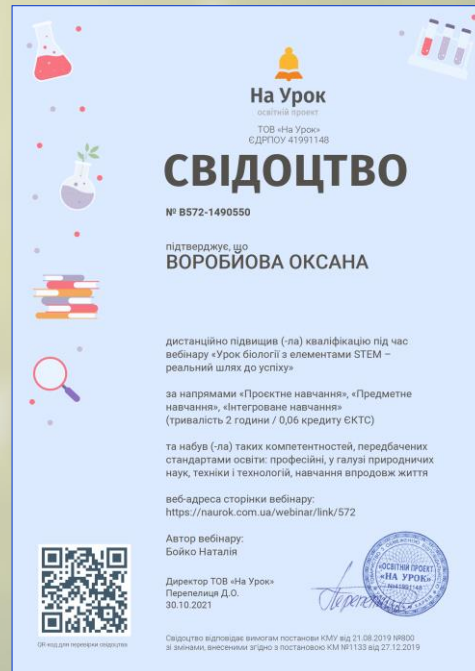 На Урок
освітній проект
ТОВ «На Урок»
ЄДРПОУ 41991148
СВІДОЦТВО
№ В572-1490550
підтверджує, що
ВОРОБЙОВА ОКСАНА
дистанційно підвищив (-ла) кваліфікацію під час
вебінару «Урок біології з елементами STEM –
реальний шлях до успіху»
за напрямами «Проєктне навчання», «Предметне
навчання», «Інтегроване навчання»
(тривалість 2 години / 0,06 кредиту ЄКТС)
та набув (-ла) таких компетентностей, передбачених
стандартами освіти: професійні, у галузі природничих
наук, техніки і технологій, навчання впродовж життя
веб-адреса сторінки вебінару:
https://naurok.com.ua/webinar/link/572
Автор вебінару:
Бойко Наталія
Директор ТОВ «На Урок»
Перепелиця Д.О.
30.10.2021
ОСВІТНІЙ ПРОЕКТ
«НА УРОК»
№41991148
QR-код для перевірки свідоцтва
Свідоцтво відповідає вимогам постанови КМУ від 21.08.2019 №800
зі змінами, внесеними згідно з постановою КМ №1133 від 27.12.2019